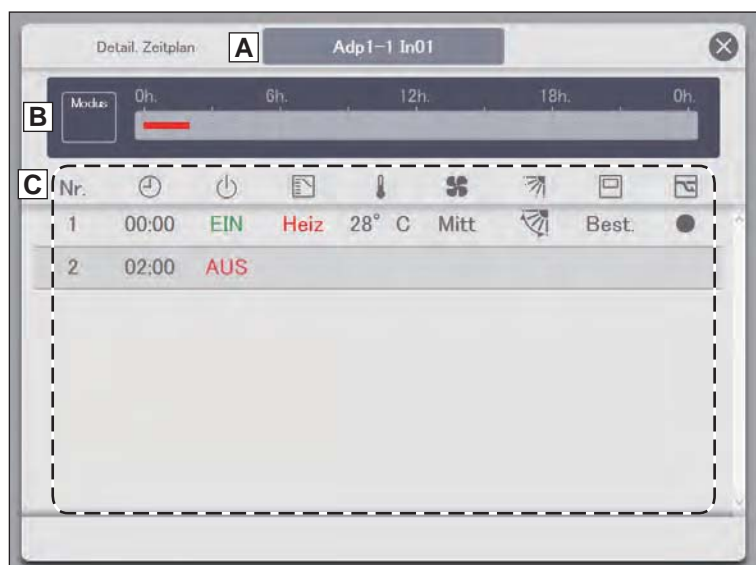 Detail. Zeitplan A Adp1-1 In01
B Modus 0h. 6h. 12h. 18h. 0h.
C Nr.
1 00:00 EIN Heiz 28° C Mitt Best.
2 02:00 AUS